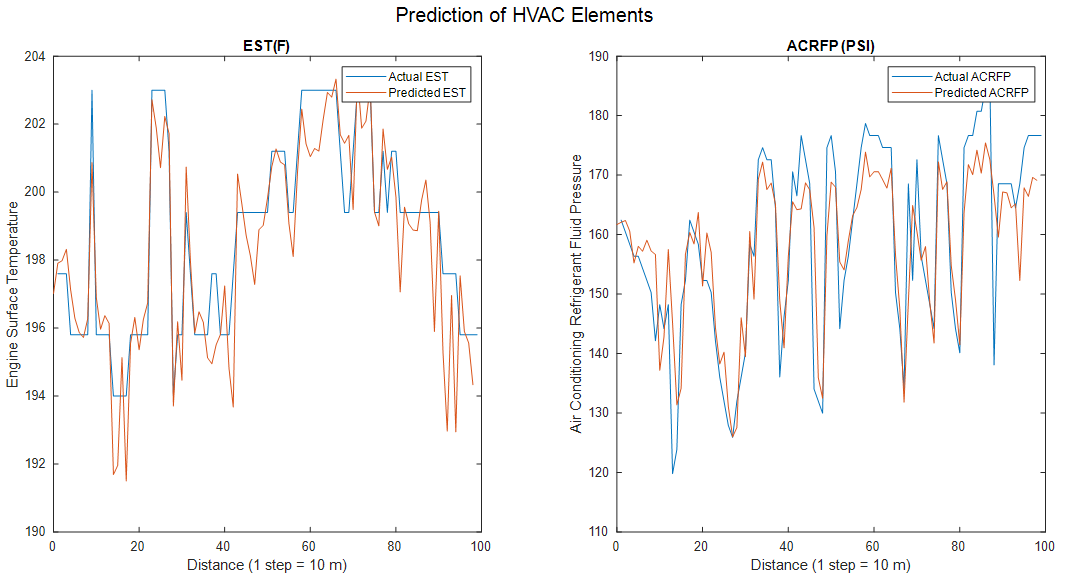 Prediction of HVAC Elements
EST(F)
Actual EST
Predicted EST
Engine Surface Temperature
204
202
200
198
196
194
192
190
0 20 40 60 80 100
Distance (1 step = 10 m)
ACRFP (PSI)
Actual ACRFP
Predicted ACRFP
Air Conditioning Refrigerant Fluid Pressure
190
180
170
160
150
140
130
120
110
0 20 40 60 80 100
Distance (1 step = 10 m)